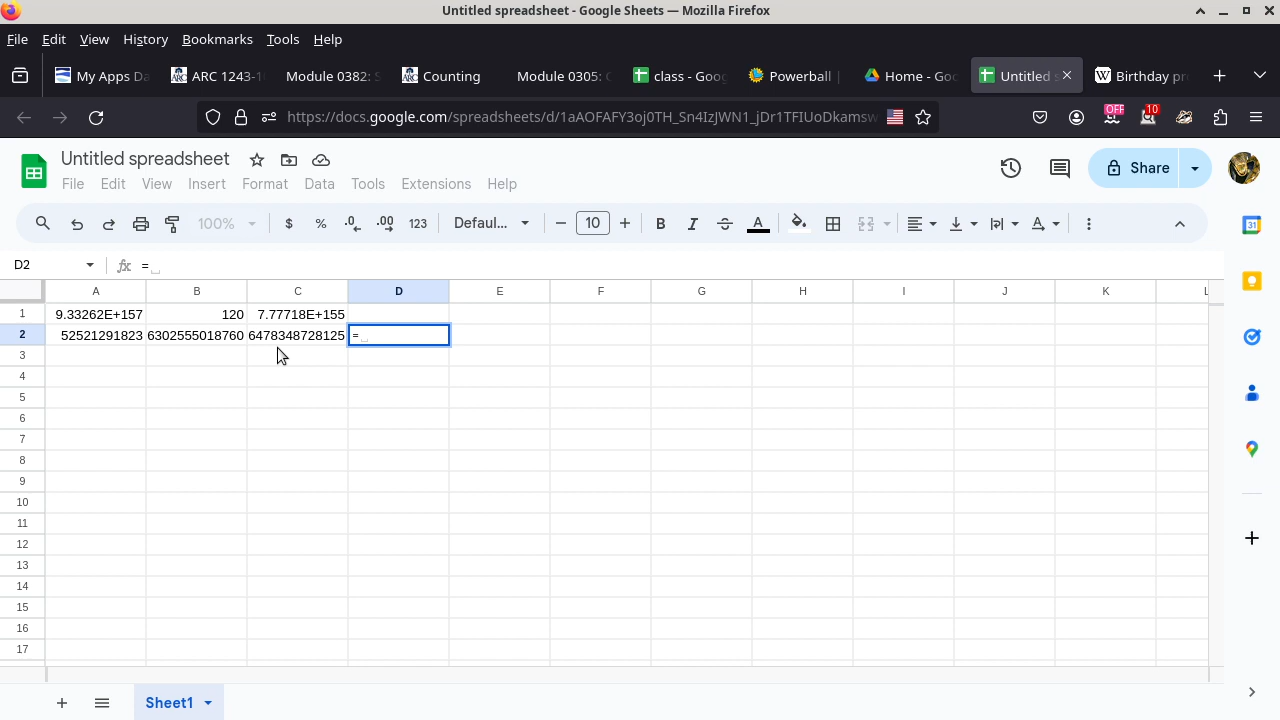 Untitled spreadsheet - Google Sheets — Mozilla Firefox
File Edit View History Bookmarks Tools Help
My Apps Da ARC 1243-1 Module 0382: S Counting Module 0305: C class - Goog Powerball | Home - Goo Untitled s Birthday pr
https://docs.google.com/spreadsheets/d/1aAOFAFY3oj0TH_Sn4IzJWN1_jDr1TFIUoDkamsw OFF 10
Untitled spreadsheet
File Edit View Insert Format Data Tools Extensions Help
Share
100% $ % .0 .00 123 Defaul... 10 B I S A A
D2 fx =
A B C D E F G H I J K L
1 9.33262E+157 120 7.77718E+155
2 52521291823 6302555018760 6478348728125 =
3
4
5
6
7
8
9
10
11
12
13
14
15
16
17
Sheet1